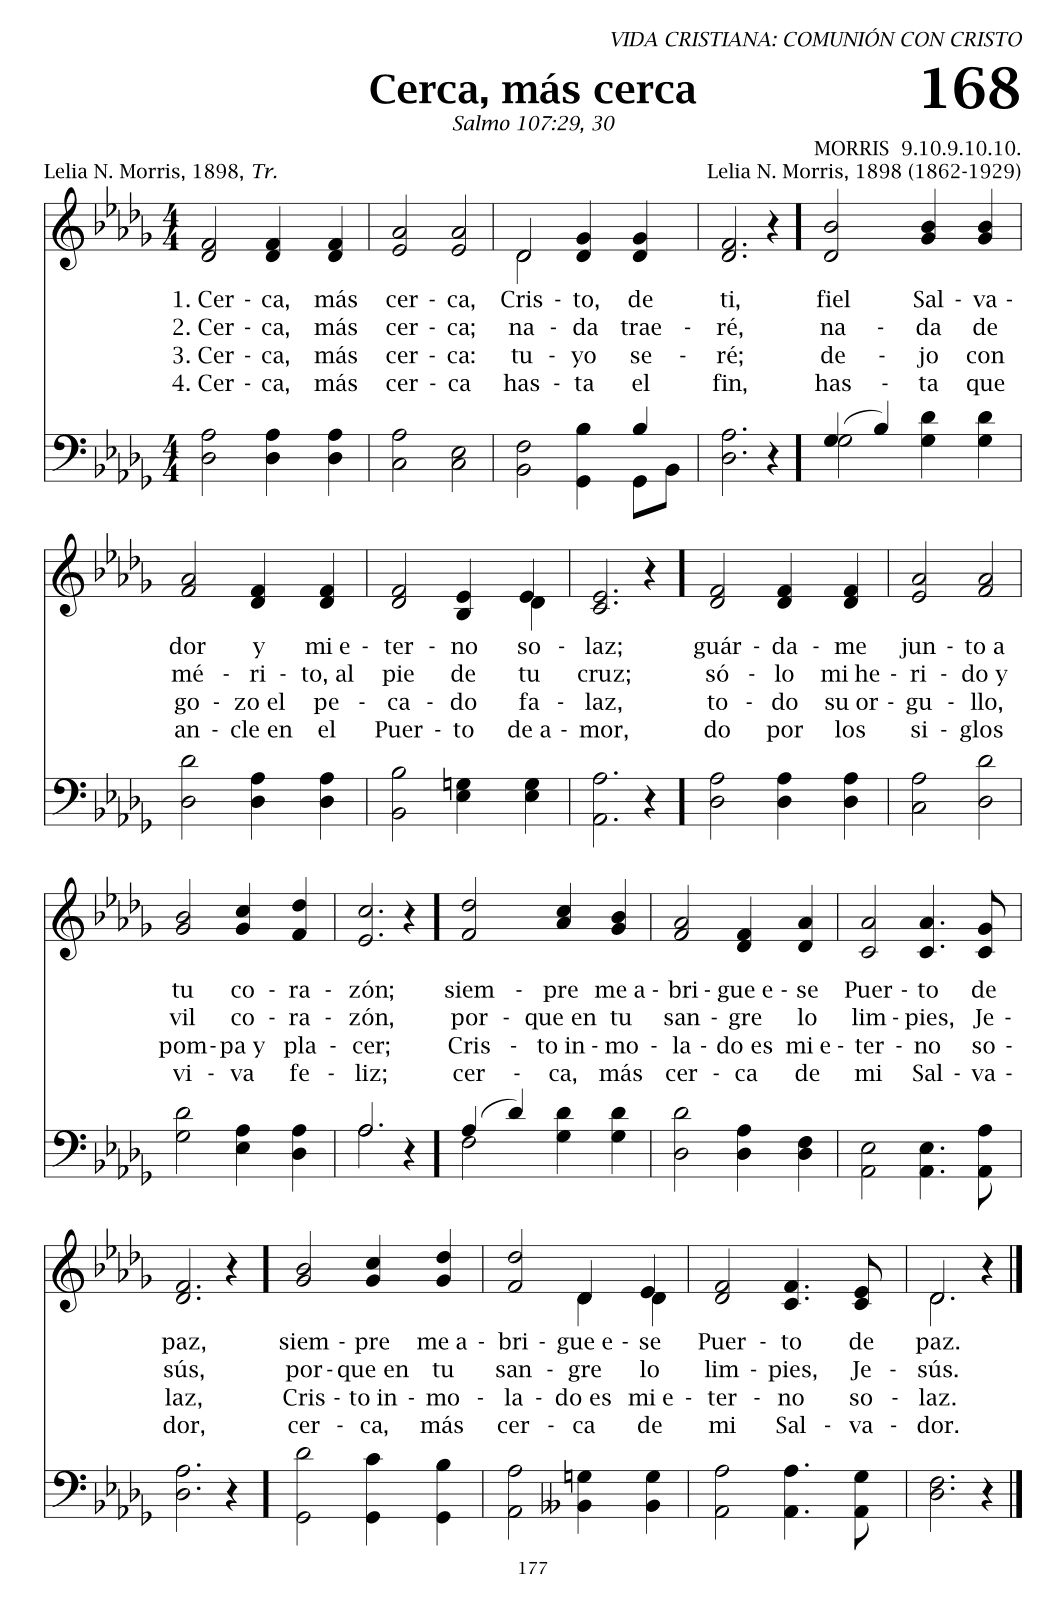 VIDA CRISTIANA: COMUNIÓN CON CRISTO
Cerca, más cerca
168
Salmo 107:29, 30
MORRIS 9.10.9.10.10.
Lelia N. Morris, 1898, Tr.
Lelia N. Morris, 1898 (1862-1929)
1. Cer - ca, más cer - ca, Cris - to, de ti, fiel Sal - va -
2. Cer - ca, más cer - ca; na - da trae - ré, na - da de
3. Cer - ca, más cer - ca: tu - yo se - ré; de - jo con
4. Cer - ca, más cer - ca has - ta el fin, has - ta que
dor y mi e - ter - no so - laz; guár - da - me jun - to a
mé - ri - to, al pie de tu cruz; só - lo mi he - ri - do y
go - zo el pe - ca - do fa - laz, to - do su or - gu - llo,
an - cle en el Puer - to de a - mor, do por los si - glos
tu co - ra - zón; siem - pre me a - bri - gue e - se Puer - to de
vil co - ra - zón, por - que en tu san - gre lo lim - pies, Je -
pom - pa y pla - cer; Cris - to in - mo - la - do es mi e - ter - no so -
vi - va fe - liz; cer - ca, más cer - ca de mi Sal - va -
paz, siem - pre me a - bri - gue e - se Puer - to de paz.
sús, por - que en tu san - gre lo lim - pies, Je - sús.
laz, Cris - to in - mo - la - do es mi e - ter - no so - laz.
dor, cer - ca, más cer - ca de mi Sal - va - dor.
177